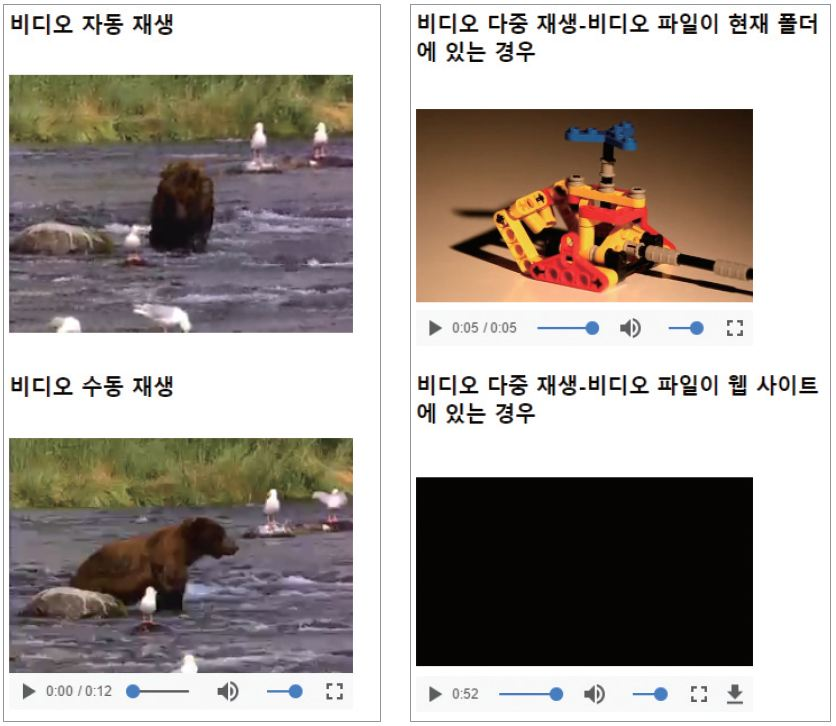 비디오 자동 재생
비디오 수동 재생
0:00 / 0:12
비디오 다중 재생-비디오 파일이 현재 폴더
에 있는 경우
0:05 / 0:05
비디오 다중 재생-비디오 파일이 웹 사이트
에 있는 경우
0:52